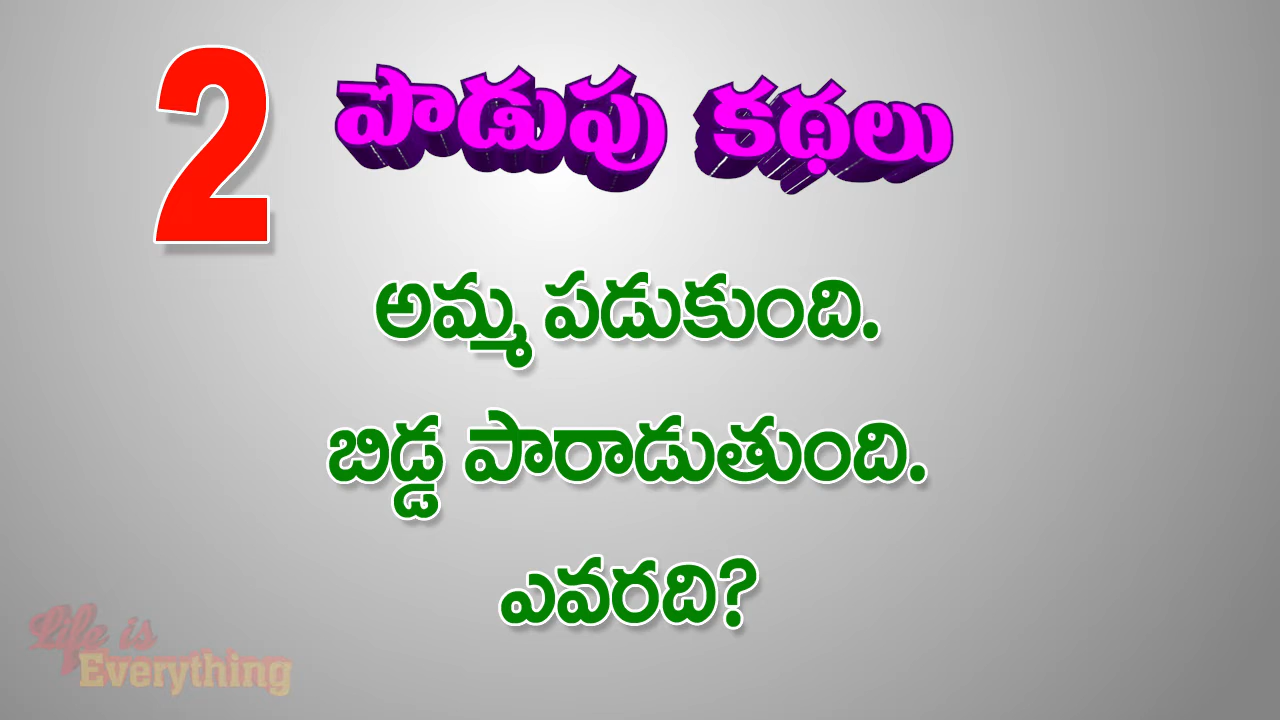 2 పొడుపు కథలు
అమ్మ పడుకుంది.
బిడ్డ పారాడుతుంది.
ఎవరది?
Life is
Everything